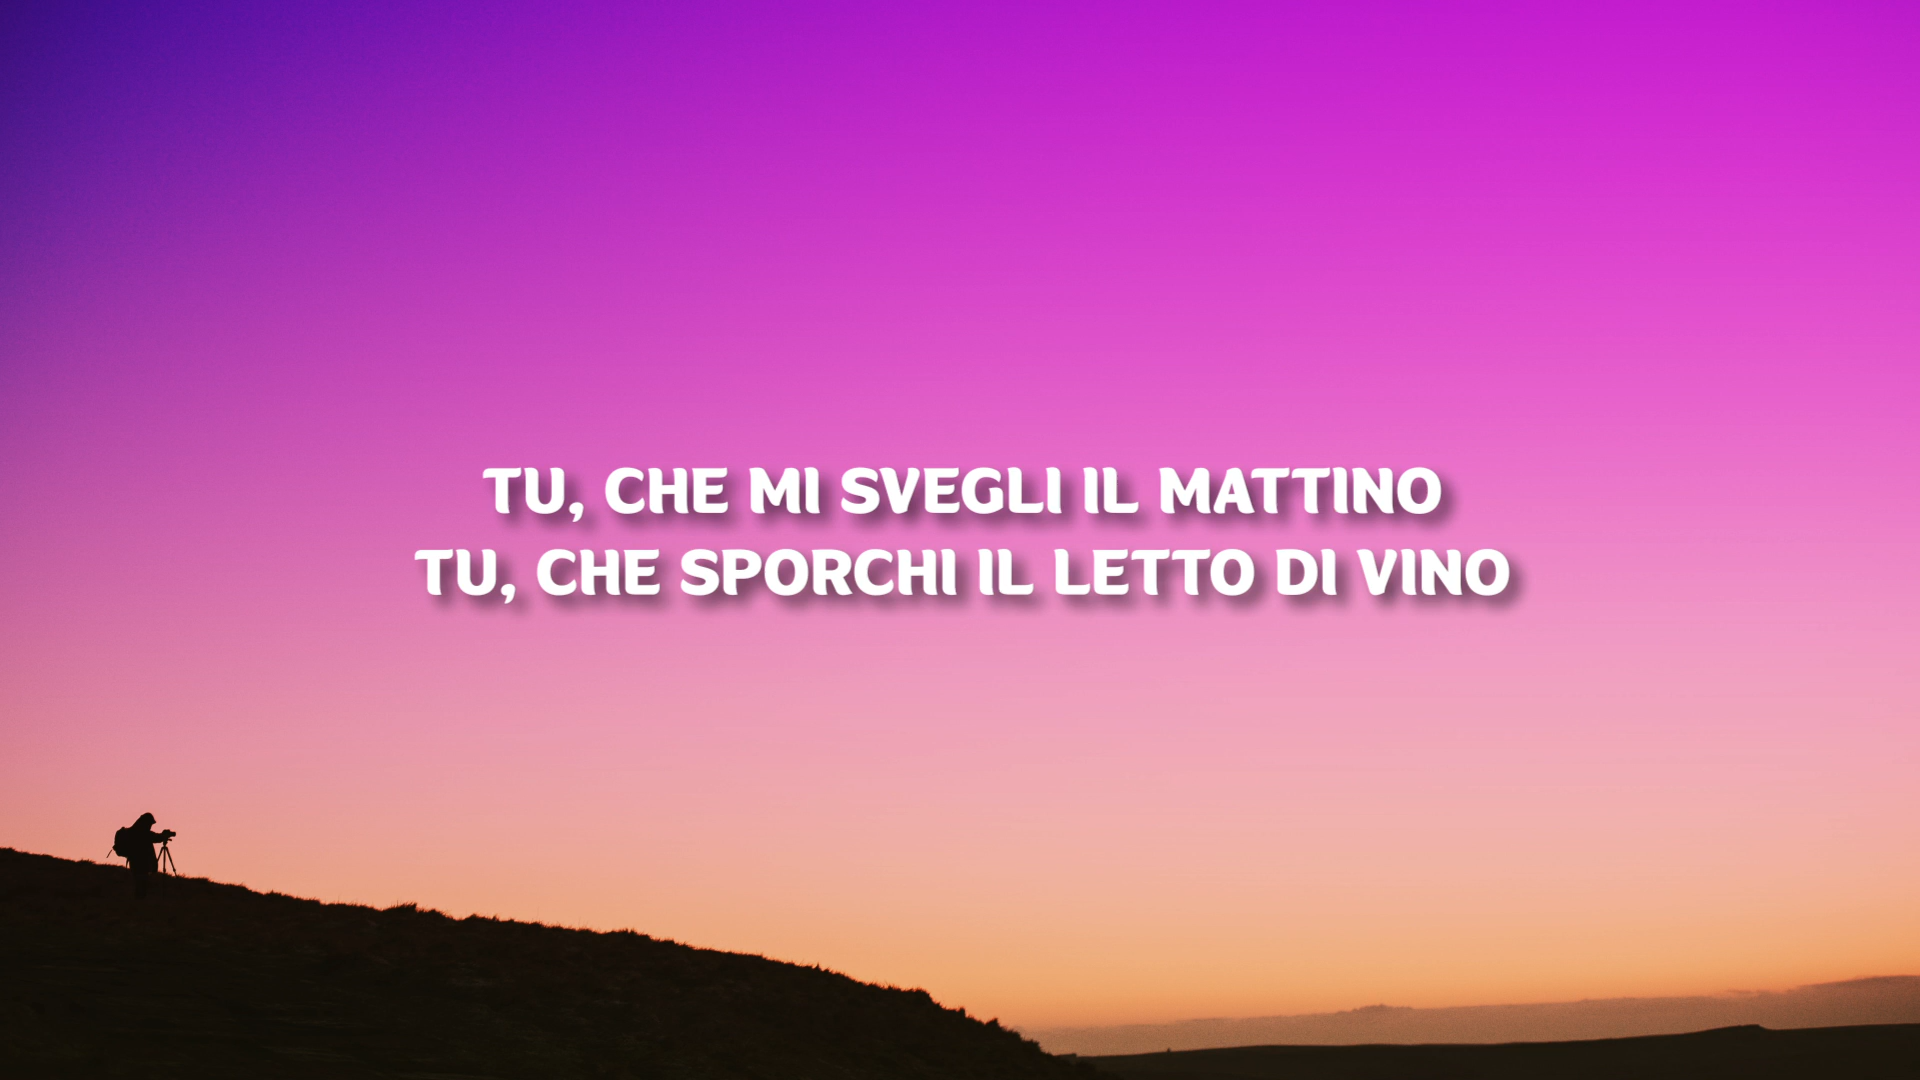 TU, CHE MI SVEGLI IL MATTINO
TU, CHE SPORCHI IL LETTO DI VINO